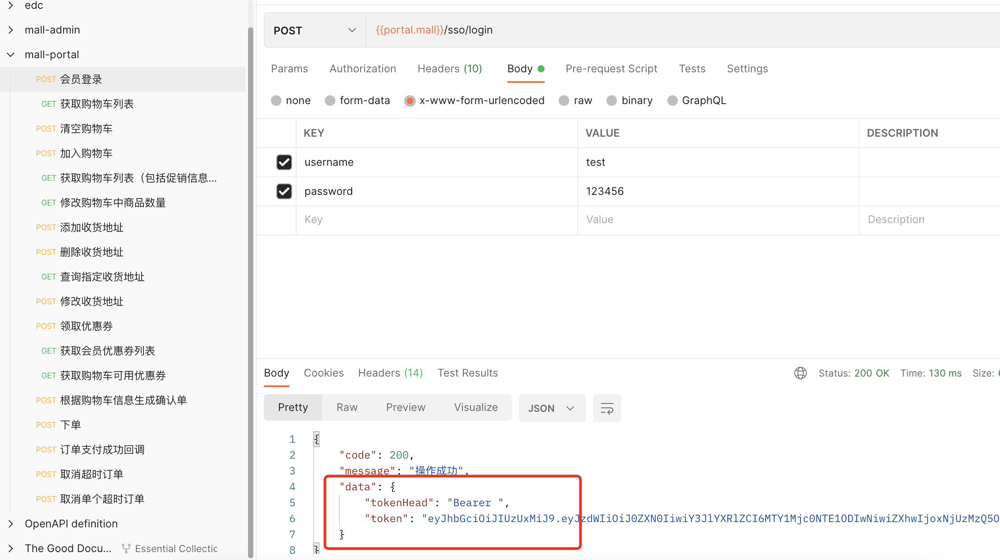 edc
mall-admin
mall-portal
POST 会员登录
GET 获取购物车列表
POST 清空购物车
POST 加入购物车
GET 获取购物车列表（包括促销信息...
GET 修改购物车中商品数量
POST 添加收货地址
POST 删除收货地址
GET 查询指定收货地址
POST 修改收货地址
POST 领取优惠券
GET 获取会员优惠券列表
GET 获取购物车可用优惠券
POST 根据购物车信息生成确认单
POST 下单
POST 订单支付成功回调
POST 取消超时订单
POST 取消单个超时订单
OpenAPI definition
The Good Docu... Essential Collectic
POST {{portal.mall}}/sso/login
Params Authorization Headers (10) Body Pre-request Script Tests Settings
none form-data x-www-form-urlencoded raw binary GraphQL
KEY VALUE DESCRIPTION
username test
password 123456
Key Value Description
Body Cookies Headers (14) Test Results Status: 200 OK Time: 130 ms Size:
Pretty Raw Preview Visualize JSON
1 {
2 "code": 200,
3 "message": "操作成功",
4 "data": {
5 "tokenHead": "Bearer ",
6 "token": "eyJhbGciOiJIUzUxMiJ9.eyJzdWIiOiJ0ZXN0IiwiY3JlYXRlZCI6MTY1Mjc0NTE1ODIwNiwiZXhwIjoxNjUzMzQ5O
7 }
8 }